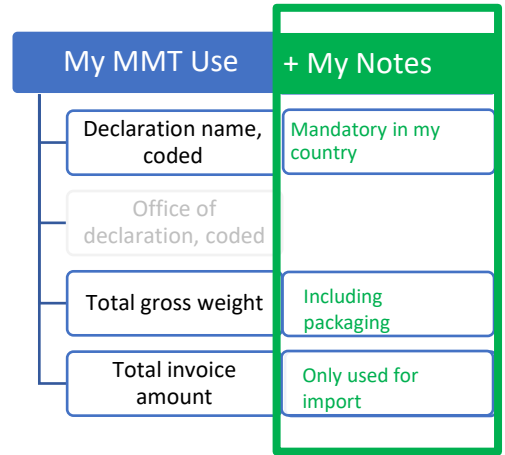 My MMT Use
+ My Notes
Declaration name,
coded
Mandatory in my
country
Office of
declaration, coded
Total gross weight
Including
packaging
Total invoice
amount
Only used for
import